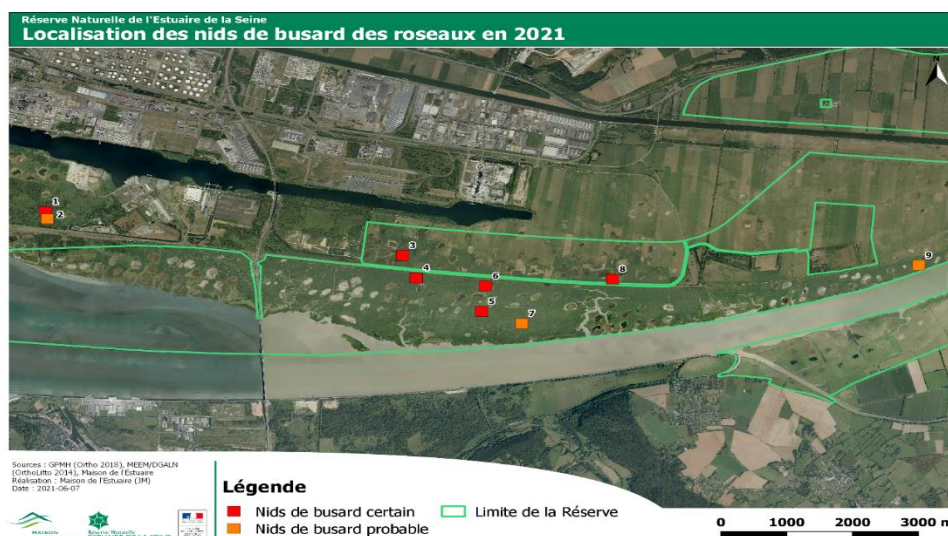 Réserve Naturelle de l'Estuaire de la Seine
Localisation des nids de busard des roseaux en 2021
1
2
3
4
6
8
5
7
9
Sources : GPMH (Ortho 2018), MEEM/DGALN
(OrthoLitto 2014), Maison de l'Estuaire
Réalisation : Maison de l'Estuaire (JM)
Date : 2021-06-07
Légende
Nids de busard certain
Nids de busard probable
Limite de la Réserve
0 1000 2000 3000 m
Réserve Naturelle